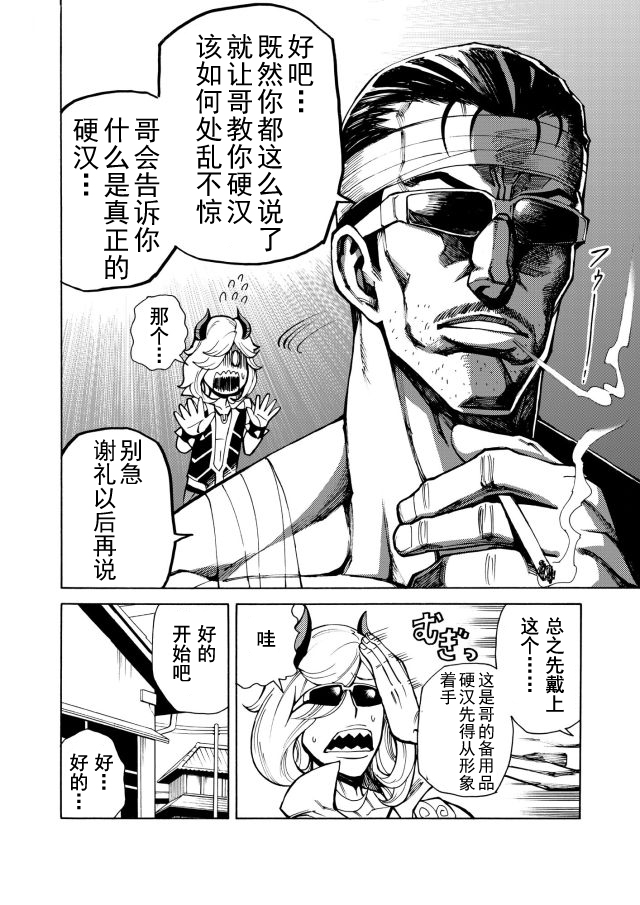 好吧…
既然你都这么说了
就让哥教你硬汉
该如何处乱不惊
哥会告诉你
什么是真正的
硬汉…
フゥー
那个…
别急
谢礼以后再说
总之先戴上
这个……
这是哥的备用品
硬汉先得从形象
着手
むぎっ
哇
好的
开始吧
好…
好的…